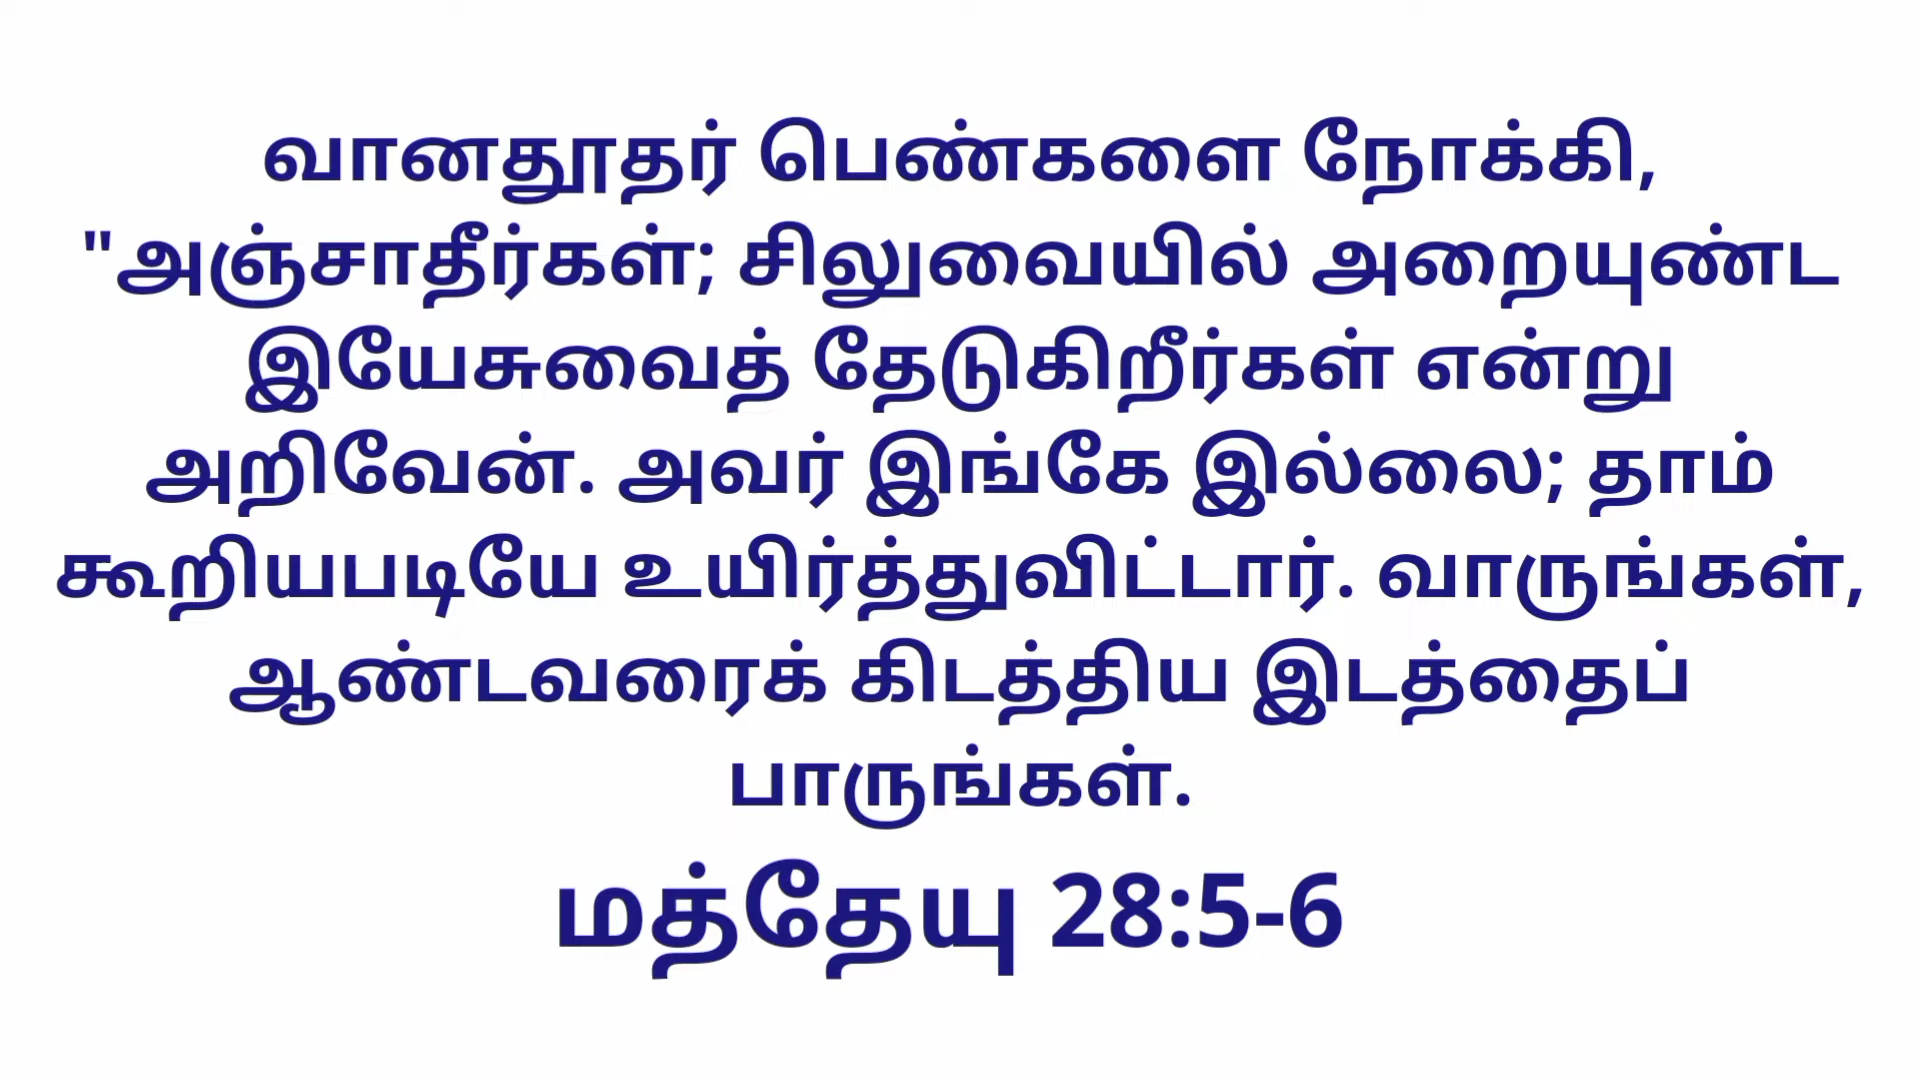 வானதூதர் பெண்களை நோக்கி,
"அஞ்சாதீர்கள்; சிலுவையில் அறையுண்ட
இயேசுவைத் தேடுகிறீர்கள் என்று
அறிவேன். அவர் இங்கே இல்லை; தாம்
கூறியபடியே உயிர்த்துவிட்டார். வாருங்கள்,
ஆண்டவரைக் கிடத்திய இடத்தைப்
பாருங்கள்.
மத்தேயு 28:5-6